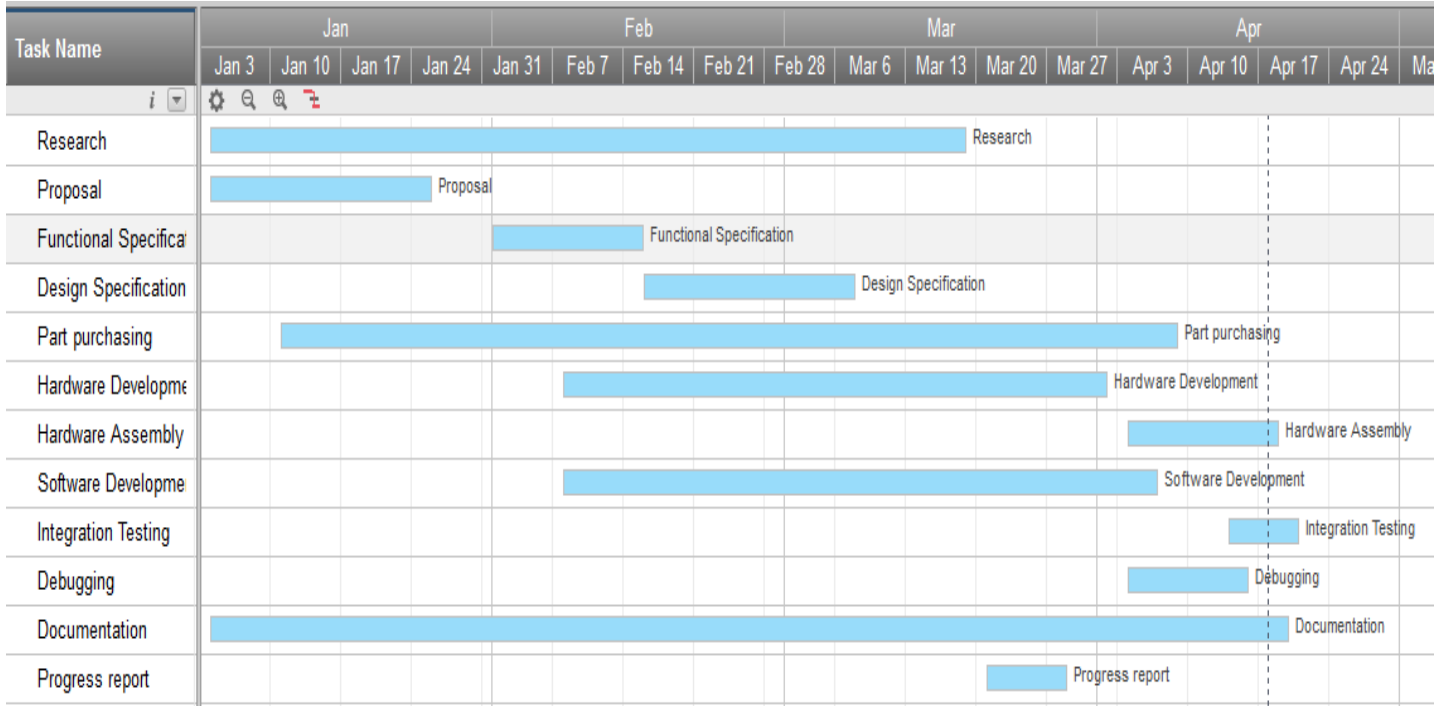 Task Name
Jan Feb Mar Apr
Jan 3 Jan 10 Jan 17 Jan 24 Jan 31 Feb 7 Feb 14 Feb 21 Feb 28 Mar 6 Mar 13 Mar 20 Mar 27 Apr 3 Apr 10 Apr 17 Apr 24 Ma
i
Research Research
Proposal Proposal
Functional Specifica Functional Specification
Design Specification Design Specification
Part purchasing Part purchasing
Hardware Developme Hardware Development
Hardware Assembly Hardware Assembly
Software Developme Software Development
Integration Testing Integration Testing
Debugging Debugging
Documentation Documentation
Progress report Progress report